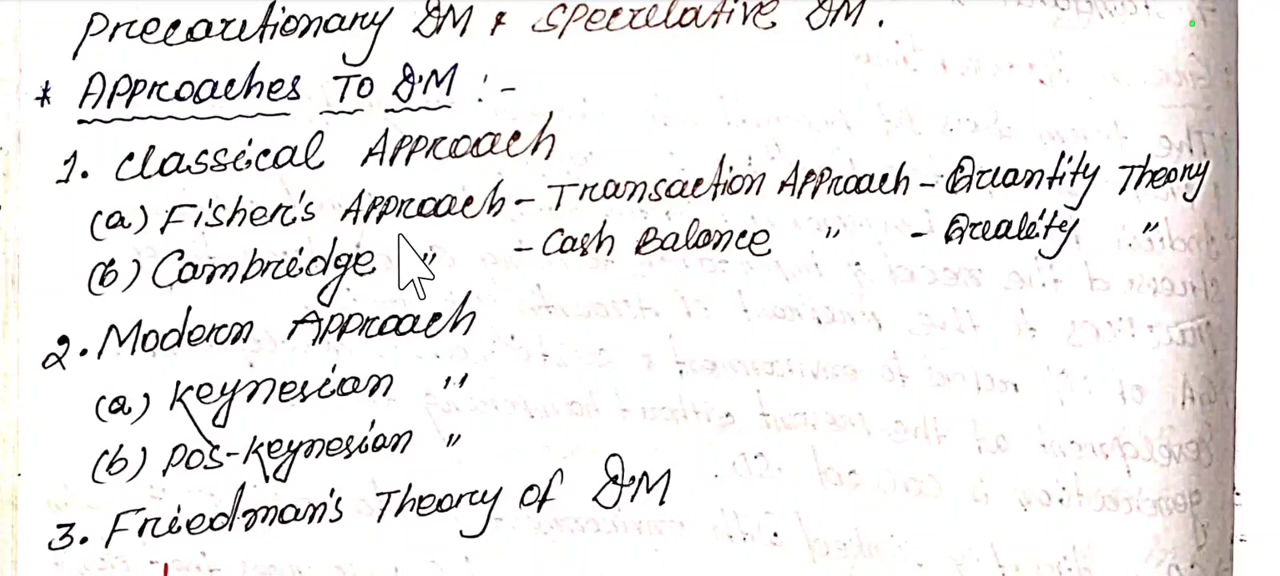 Precautionary DM & Speculative DM.
* Approaches To DM :-
1. Classical Approach
(a) Fisher's Approach - Transaction Approach - Quantity Theory
(b) Cambridge " - Cash Balance " - Quality "
2. Modern Approach
(a) Keynesian "
(b) Pos-Keynesian "
3. Friedman's Theory of DM